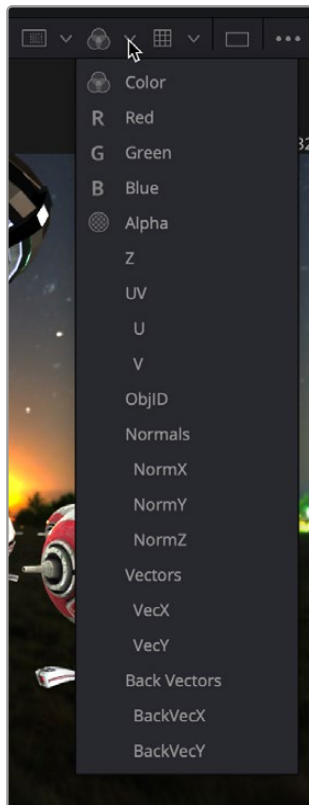 Color
R Red
G Green
B Blue
Alpha
Z
UV
U
V
ObjID
Normals
NormX
NormY
NormZ
Vectors
VecX
VecY
Back Vectors
BackVecX
BackVecY